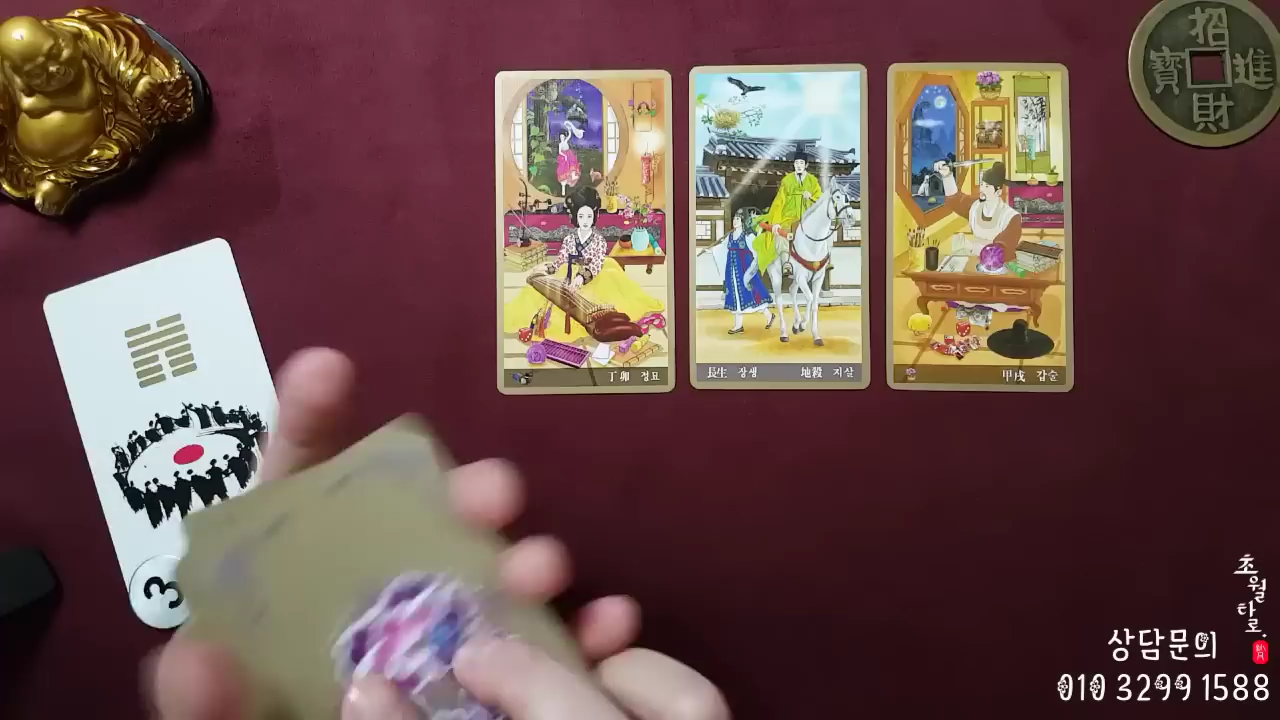 招
寶 進
財
丁卯 정묘
長生 장생 地殺 지살
甲戌 갑술
3
초월타로
상담문의
010 3299 1588